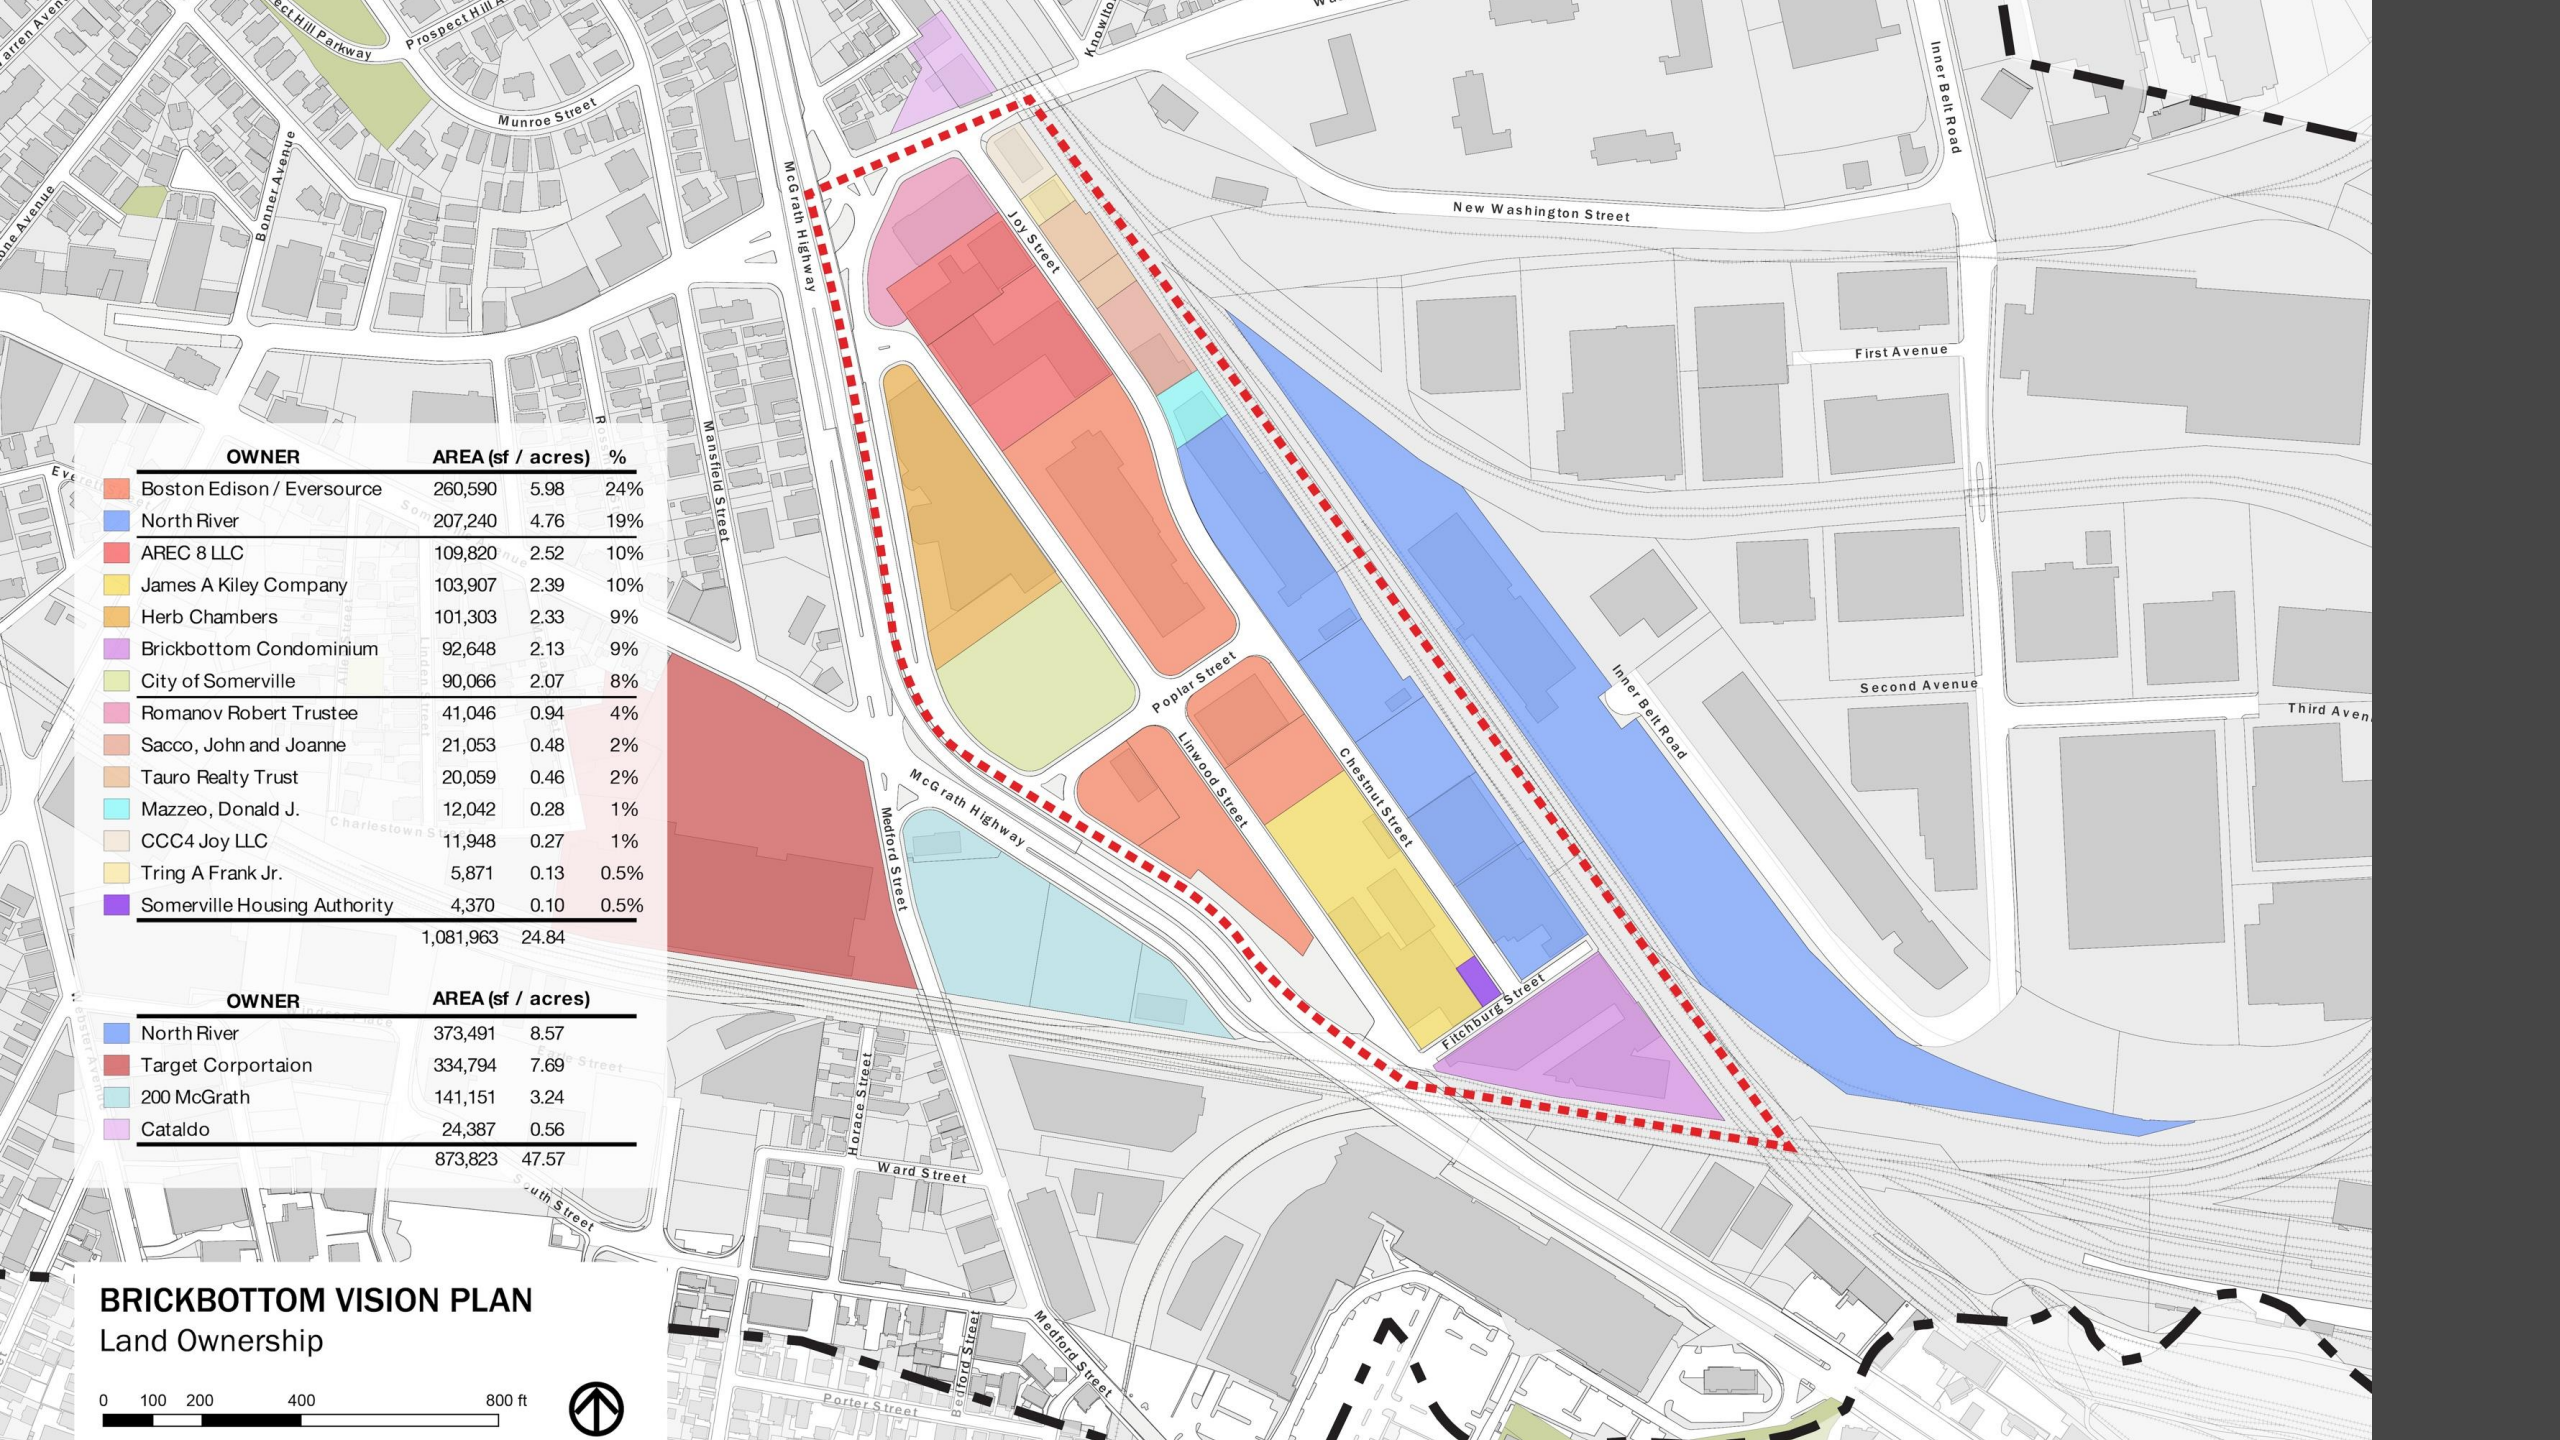 Prospect Hill Parkway
Munroe Street
Bonner Avenue
McGrath Highway
Joy Street
New Washington Street
Inner Belt Road
First Avenue
Mansfield Street
OWNER AREA (sf / acres) %
Boston Edison / Eversource 260,590 5.98 24%
North River 207,240 4.76 19%
AREC 8 LLC 109,820 2.52 10%
James A Kiley Company 103,907 2.39 10%
Herb Chambers 101,303 2.33 9%
Brickbottom Condominium 92,648 2.13 9%
City of Somerville 90,066 2.07 8%
Romanov Robert Trustee 41,046 0.94 4%
Sacco, John and Joanne 21,053 0.48 2%
Tauro Realty Trust 20,059 0.46 2%
Mazzeo, Donald J. 12,042 0.28 1%
CCC4 Joy LLC 11,948 0.27 1%
Tring A Frank Jr. 5,871 0.13 0.5%
Somerville Housing Authority 4,370 0.10 0.5%
1,081,963 24.84
OWNER AREA (sf / acres)
North River 373,491 8.57
Target Corportaion 334,794 7.69
200 McGrath 141,151 3.24
Cataldo 24,387 0.56
873,823 47.57
Charlestown Street
Poplar Street
Inner Belt Road
Second Avenue
Third Aven
Linwood Street
Chestnut Street
McGrath Highway
Medford Street
Fitchburg Street
Horace Street
Ward Street
South Street
Medford Street
Bedford Street
Porter Street
BRICKBOTTOM VISION PLAN
Land Ownership
0 100 200 400 800 ft